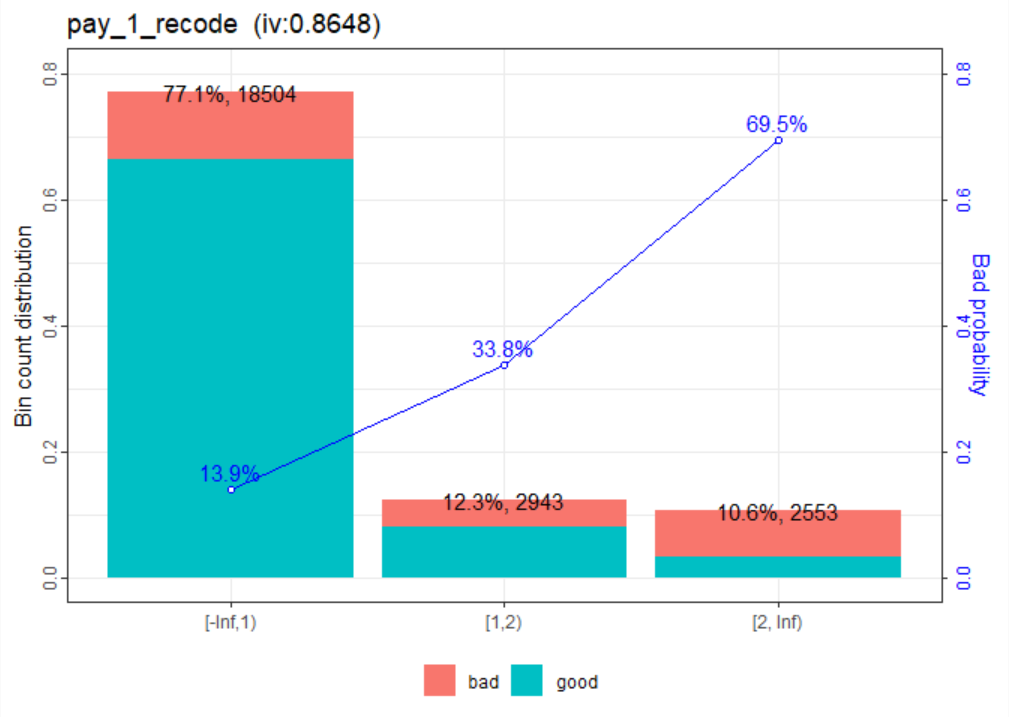 pay_1_recode (iv:0.8648)
Bin count distribution
0.8
0.6
0.4
0.2
0.0
77.1%, 18504
12.3%, 2943
10.6%, 2553
13.9%
33.8%
69.5%
0.8
0.6
0.4
0.2
0.0
Bad probability
[-Inf,1)
[1,2)
[2, Inf)
bad
good